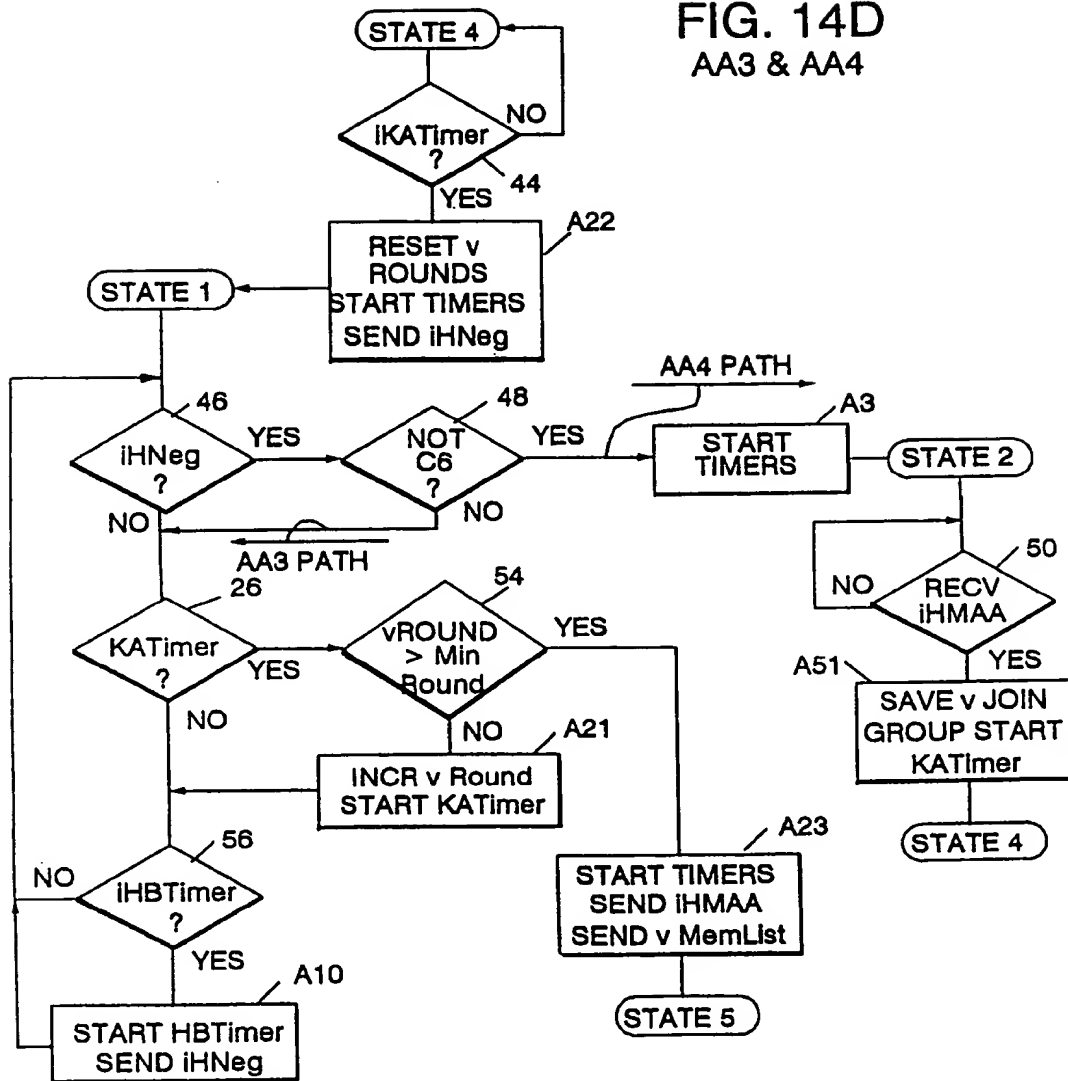 FIG. 14D
AA3 & AA4
STATE 4
iKATimer
?
NO
44
YES
A22
RESET v
ROUNDS
START TIMERS
SEND iHNeg
STATE 1
AA4 PATH
46
iHNeg
?
YES
NO
48
NOT
C6
?
YES
NO
A3
START
TIMERS
STATE 2
AA3 PATH
50
RECV
iHMAA
NO
YES
26
KATimer
?
YES
NO
54
vROUND
> Min
Round
YES
NO
A51
SAVE v JOIN
GROUP START
KATimer
STATE 4
A21
INCR v Round
START KATimer
56
iHBTimer
?
NO
YES
A23
START TIMERS
SEND iHMAA
SEND v MemList
STATE 5
A10
START HBTimer
SEND iHNeg